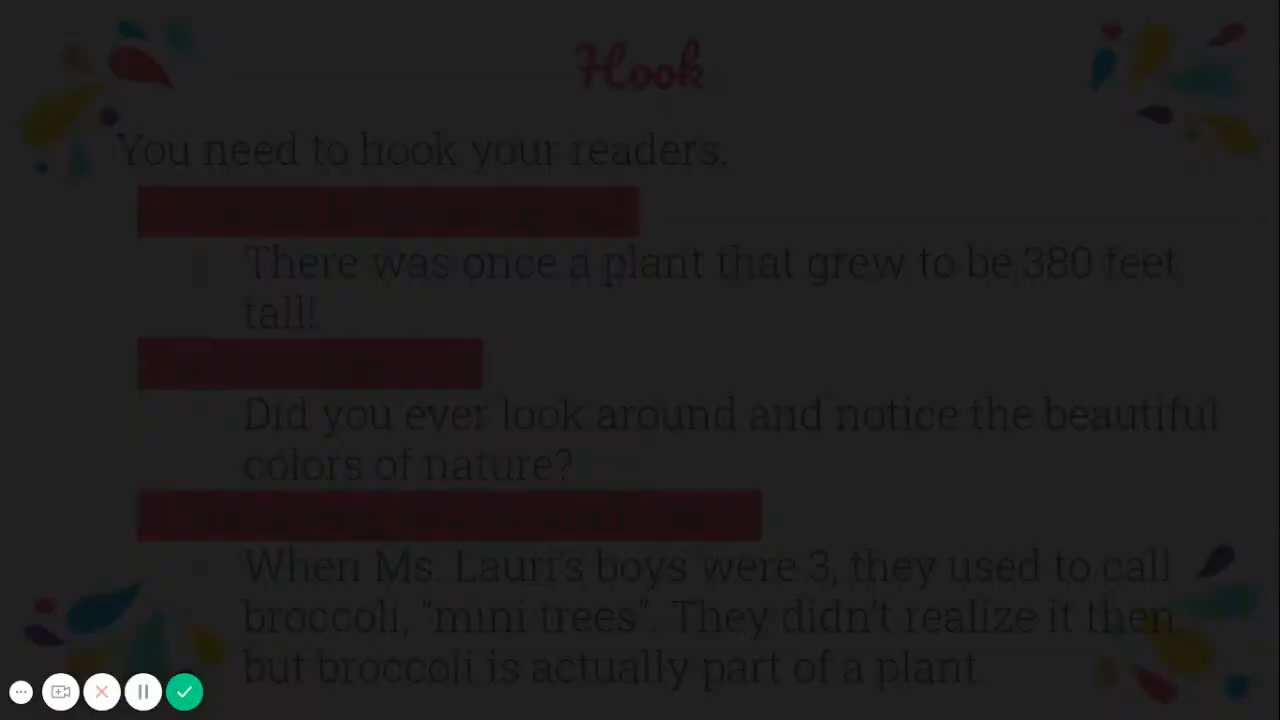 Hook
You need to hook your readers.
There was once a plant that grew to be 380 feet
tall!
Did you ever look around and notice the beautiful
colors of nature?
When Ms. Lauri's boys were 3, they used to call
broccoli, "mini trees". They didn't realize it then
but broccoli is actually part of a plant.